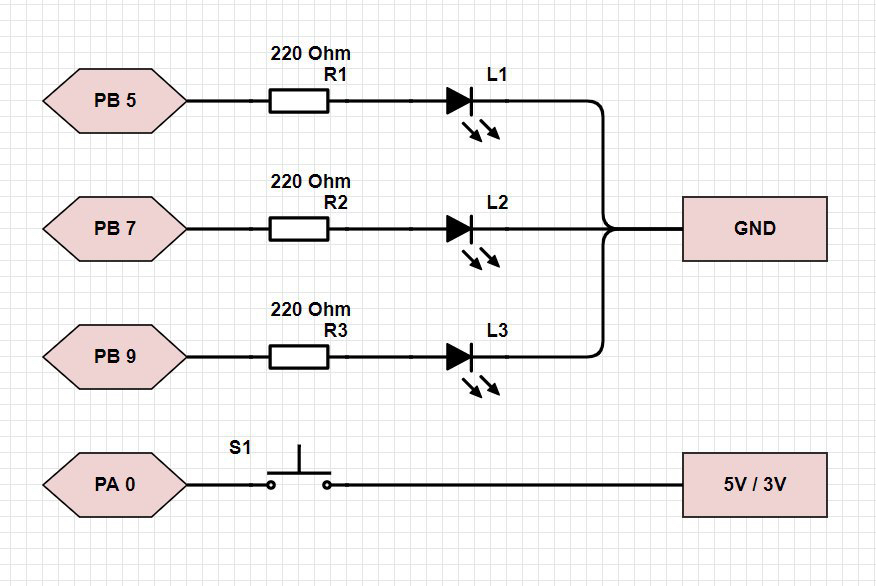 220 Ohm
R1
L1
PB 5
220 Ohm
R2
L2
PB 7
GND
220 Ohm
R3
L3
PB 9
S1
PA 0
5V / 3V